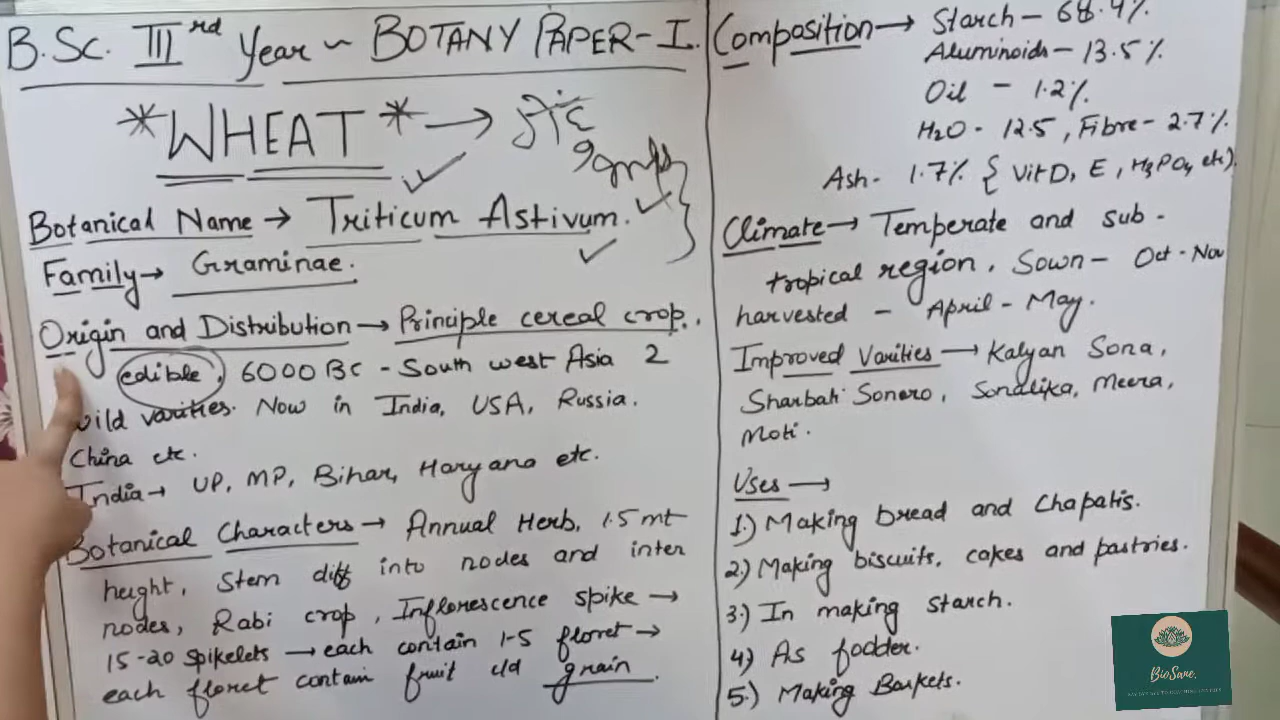 B.Sc. IIIrd Year ~ BOTANY PAPER-I.
*WHEAT* →
Botanical Name → Triticum Astivum.
Family → Graminae.
Origin and Distribution → Principle cereal crop.
edible, 6000 BC - South west Asia 2
wild varities. Now in India, USA, Russia.
China etc.
India → UP, MP, Bihar, Haryana etc.
Botanical Characters → Annual Herb, 1.5 mt
height, Stem diff into nodes and inter
nodes, Rabi crop, Inflorescence spike →
15-20 spikelets → each contain 1-5 floret →
each floret contain fruit c/d grain.
Composition → Starch - 68.4%
Aluminoids - 13.5%
Oil - 1.2%
H2O - 12.5, Fibre - 2.7%
Ash - 1.7% { Vit D, E, H3PO4 etc).
Climate → Temperate and sub -
tropical region. Sown - Oct - Nov
harvested - April - May.
Improved Varities → Kalyan Sona,
Sharbati Sonero, Sonalika, Meera,
Moti.
Uses →
1) Making bread and Chapatis.
2) Making biscuits, cakes and pastries.
3.) In making starch.
4) As fodder.
5.) Making Baskets.
BioSane.